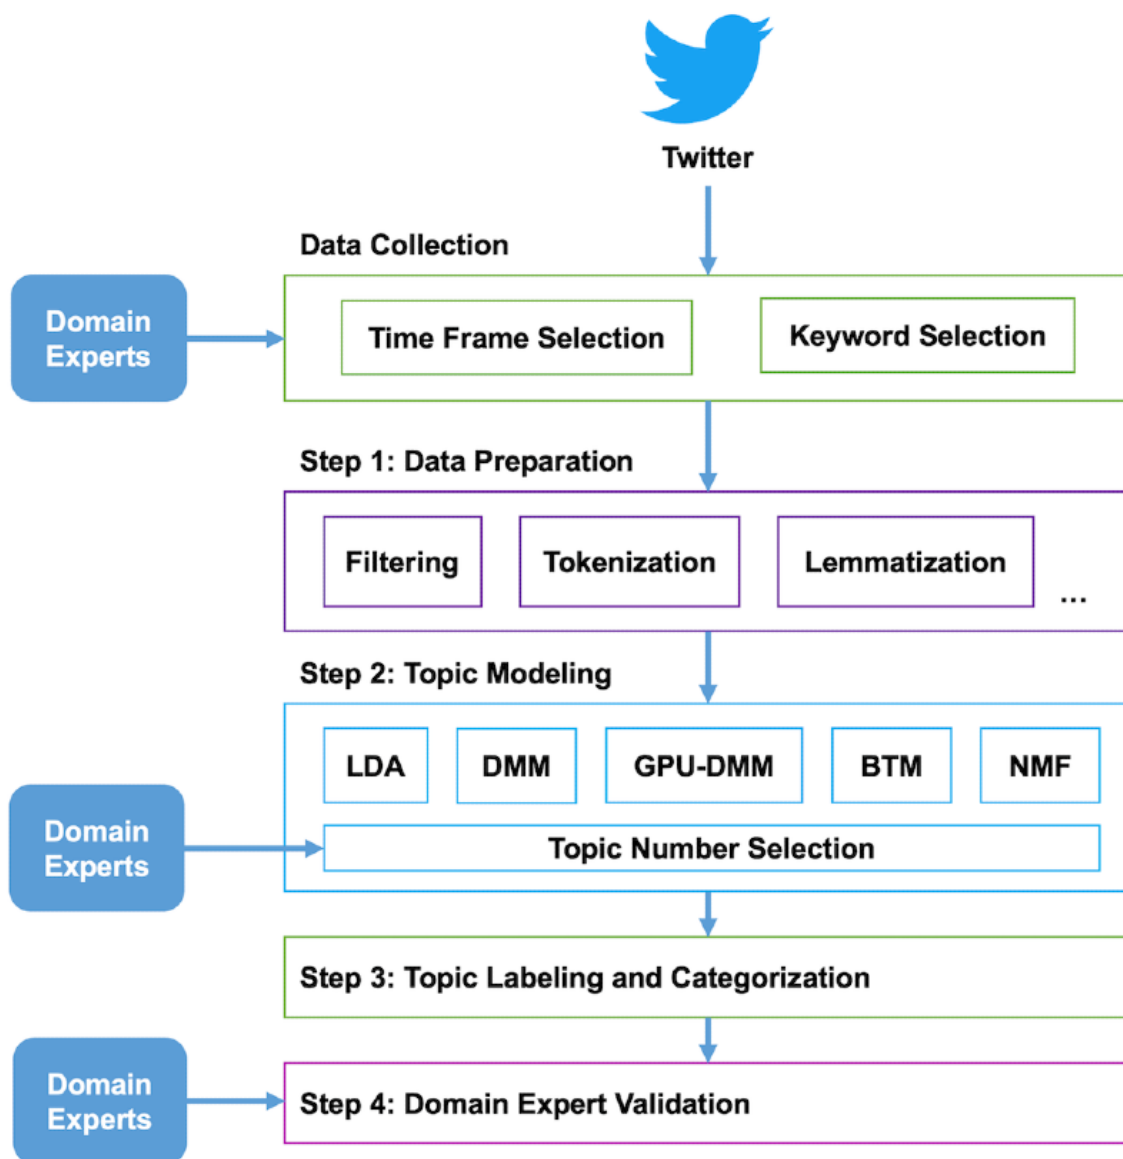 Twitter
Data Collection
Domain
Experts
Time Frame Selection
Keyword Selection
Step 1: Data Preparation
Filtering
Tokenization
Lemmatization
...
Step 2: Topic Modeling
LDA
DMM
GPU-DMM
BTM
NMF
Domain
Experts
Topic Number Selection
Step 3: Topic Labeling and Categorization
Domain
Experts
Step 4: Domain Expert Validation